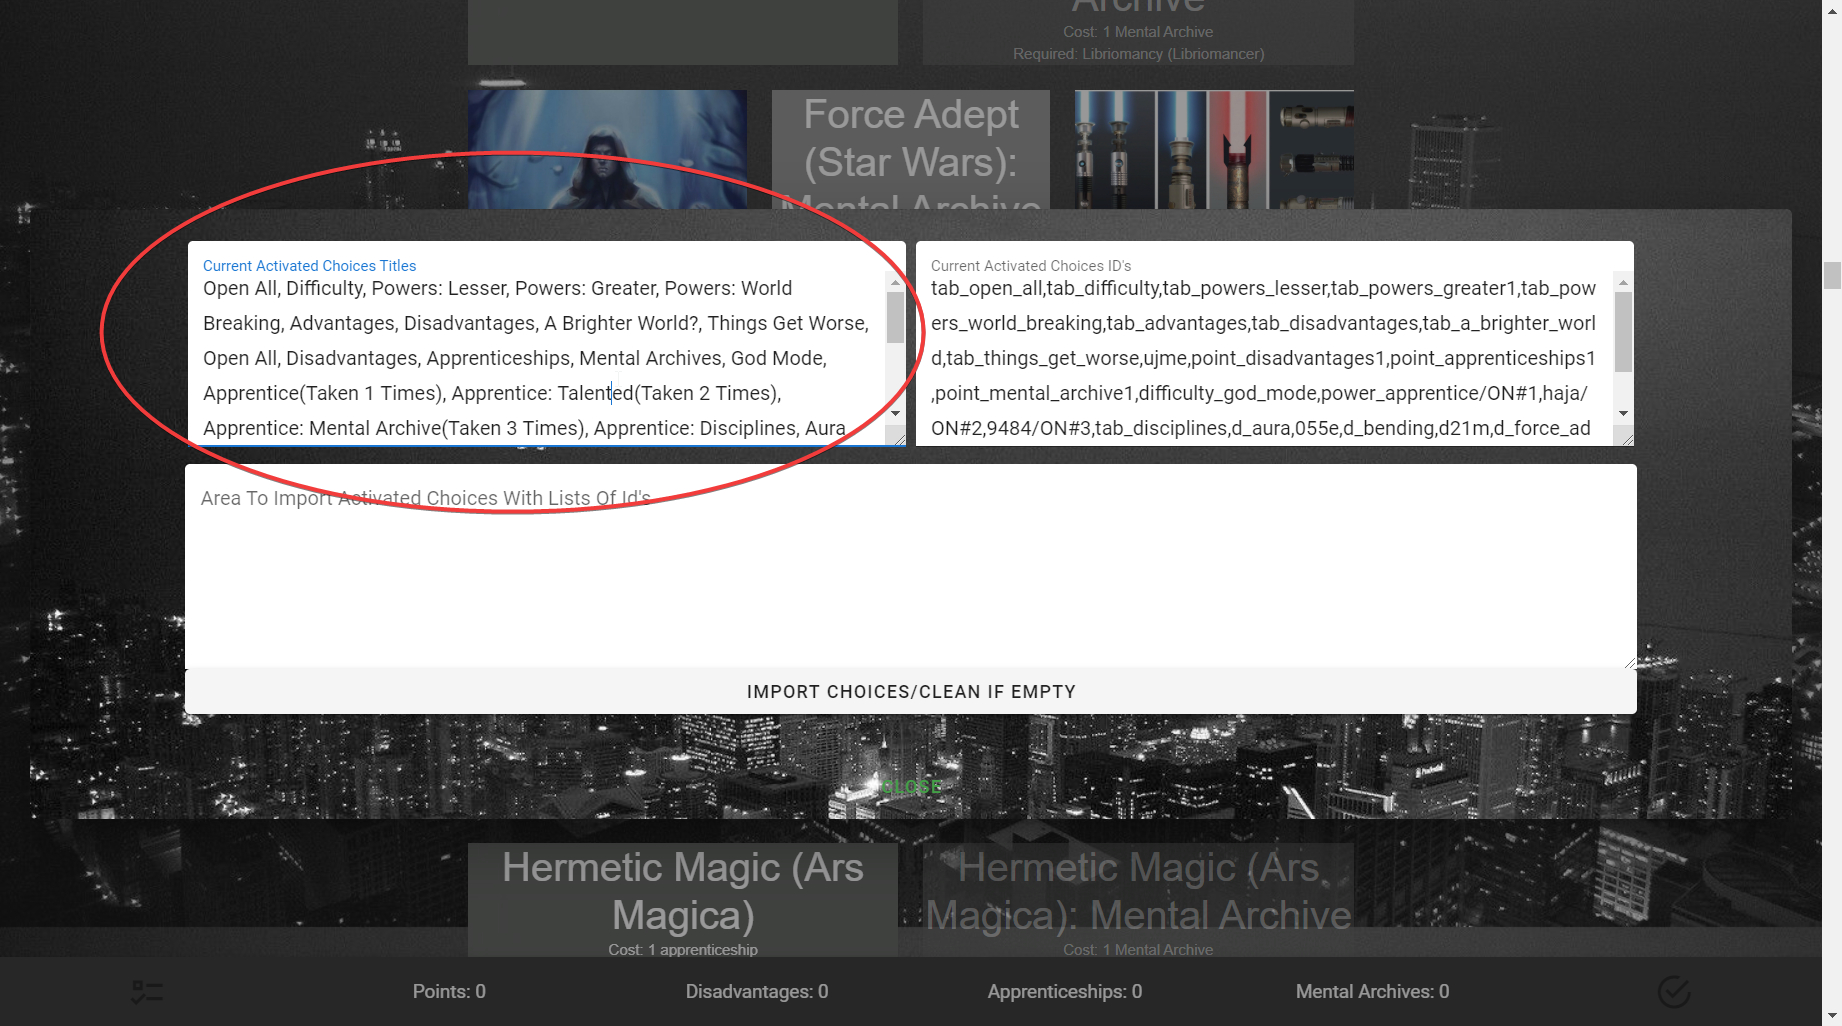 Archive
Cost: 1 Mental Archive
Required: Libriomancy (Libriomancer)
Force Adept
(Star Wars):
Mental Archive
Current Activated Choices Titles
Open All, Difficulty, Powers: Lesser, Powers: Greater, Powers: World
Breaking, Advantages, Disadvantages, A Brighter World?, Things Get Worse,
Open All, Disadvantages, Apprenticeships, Mental Archives, God Mode,
Apprentice(Taken 1 Times), Apprentice: Talented(Taken 2 Times),
Apprentice: Mental Archive(Taken 3 Times), Apprentice: Disciplines, Aura
Current Activated Choices ID's
tab_open_all,tab_difficulty,tab_powers_lesser,tab_powers_greater1,tab_pow
ers_world_breaking,tab_advantages,tab_disadvantages,tab_a_brighter_worl
d,tab_things_get_worse,ujme,point_disadvantages1,point_apprenticeships1
,point_mental_archive1,difficulty_god_mode,power_apprentice/ON#1,haja/
ON#2,9484/ON#3,tab_disciplines,d_aura,055e,d_bending,d21m,d_force_ad
Area To Import Activated Choices With Lists Of Id's
IMPORT CHOICES/CLEAN IF EMPTY
CLOSE
Hermetic Magic (Ars
Magica)
Cost: 1 apprenticeship
Hermetic Magic (Ars
Magica): Mental Archive
Cost: 1 Mental Archive
Points: 0
Disadvantages: 0
Apprenticeships: 0
Mental Archives: 0